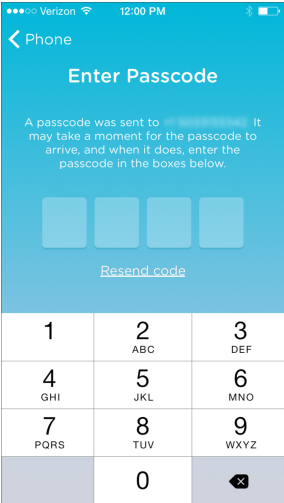 Verizon 12:00 PM
Phone
Enter Passcode
A passcode was sent to It
may take a moment for the passcode to
arrive, and when it does, enter the
passcode in the boxes
below.
Resend code
1 2 3
ABC DEF
4 5 6
GHI JKL MNO
7 8 9
PQRS TUV WXYZ
0